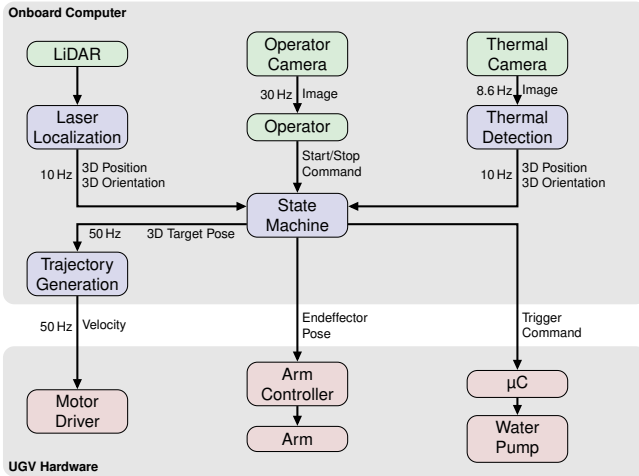 Onboard Computer
LiDAR
Operator
Camera
Thermal
Camera
30 Hz
Image
8.6 Hz
Image
Laser
Localization
Operator
Thermal
Detection
10 Hz
3D Position
3D Orientation
Start/Stop
Command
10 Hz
3D Position
3D Orientation
State
Machine
50 Hz
3D Target Pose
Trajectory
Generation
50 Hz
Velocity
Endeffector
Pose
Trigger
Command
Motor
Driver
Arm
Controller
µC
Arm
Water
Pump
UGV Hardware